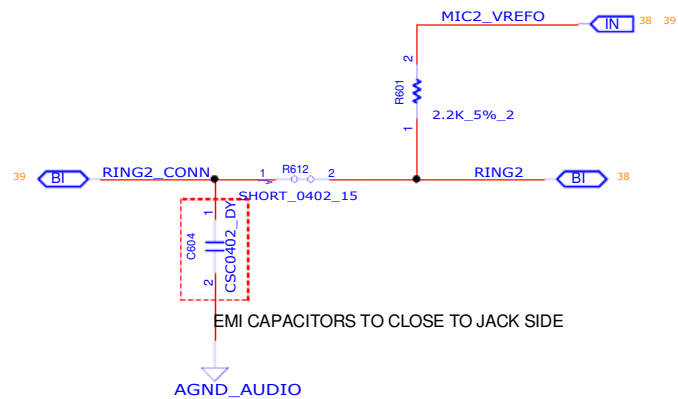 MIC2_VREFO
IN
38 39
2
R601
2.2K_5%_2
1
39
BI
RING2_CONN
1
R612
2
RING2
BI
38
SHORT_0402_15
1
C604
CSC0402_DY
2
EMI CAPACITORS TO CLOSE TO JACK SIDE
AGND_AUDIO